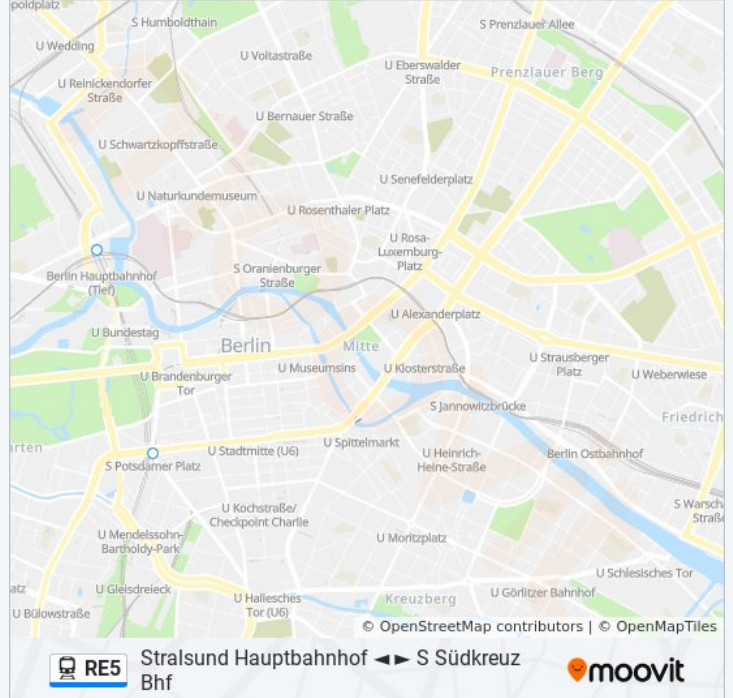 poldplatz
S Humboldthain
S Prenzlauer Allee
U Wedding
U Voltastraße
U Eberswalder
Straße
Prenzlauer Berg
U Reinickendorfer
Straße
U Bernauer Straße
U Schwartzkopffstraße
U Senefelderplatz
U Naturkundemuseum
U Rosenthaler Platz
U Rosa-
Luxemburg-
Platz
S Oranienburger
Straße
Berlin Hauptbahnhof
(Tief)
U Alexanderplatz
U Bundestag
Berlin
Mitte
U Strausberger
Platz
U Museumsins
U Klosterstraße
U Weberwiese
U Brandenburger
Tor
S Jannowitzbrücke
Friedrich
arten
U Spittelmarkt
U Stadtmitte (U6)
U Heinrich-
Heine-Straße
Berlin Ostbahnhof
S Potsdamer Platz
S Warsch
Straße
U Kochstraße/
Checkpoint Charlie
U Mendelssohn-
Bartholdy-Park
U Moritzplatz
U Schlesisches Tor
atz
U Gleisdreieck
U Hallesches
Tor (U6)
Kreuzberg
U Görlitzer Bahnhof
U Bülowstraße
© OpenStreetMap contributors | © OpenMapTiles
RE5
Stralsund Hauptbahnhof ◄► S Südkreuz
Bhf
moovit